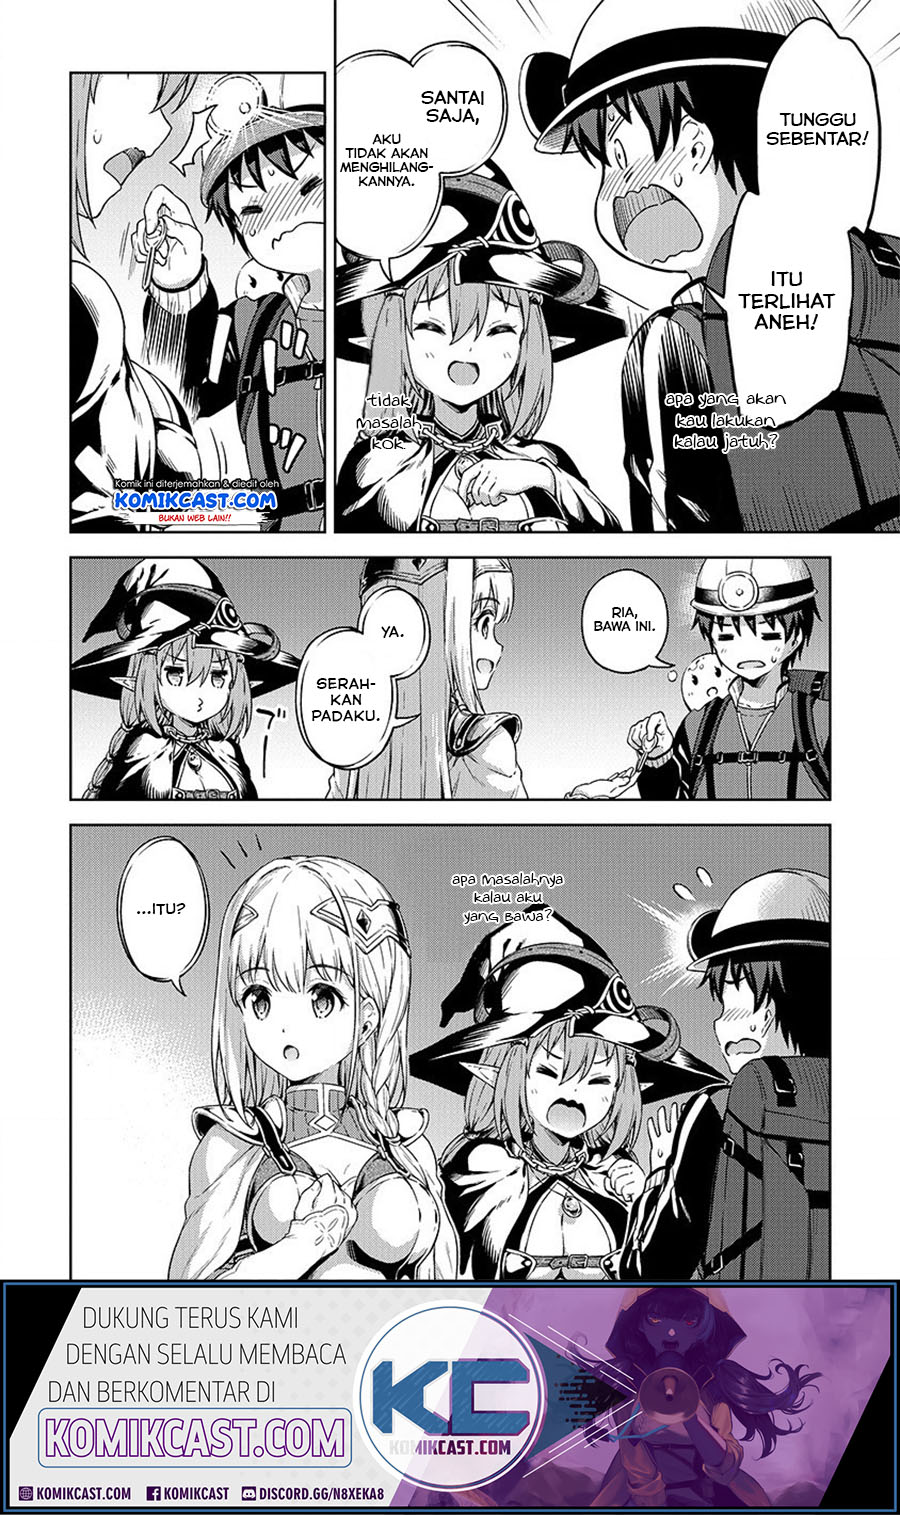 TUNGGU
SEBENTAR!
ITU
TERLIHAT
ANEH!
SANTAI
SAJA,
AKU
TIDAK AKAN
MENGHILANG-
KANNYA.
apa yang akan
kau lakukan
kalau jatuh?
tidak
masalah
kok.
Komik ini diterjemahkan & diedit oleh
KOMIKCAST.COM
BUKAN WEB LAIN!!
RIA,
BAWA INI.
YA.
SERAH-
KAN
PADAKU.
...ITU?
apa masalahnya
kalau aku
yang bawa?
DUKUNG TERUS KAMI
DENGAN SELALU MEMBACA
DAN BERKOMENTAR DI
KOMIKCAST.COM
KC
KOMIKCAST.COM
KOMIKCAST.COM
KOMIKCAST
DISCORD.GG/N8XEKA8